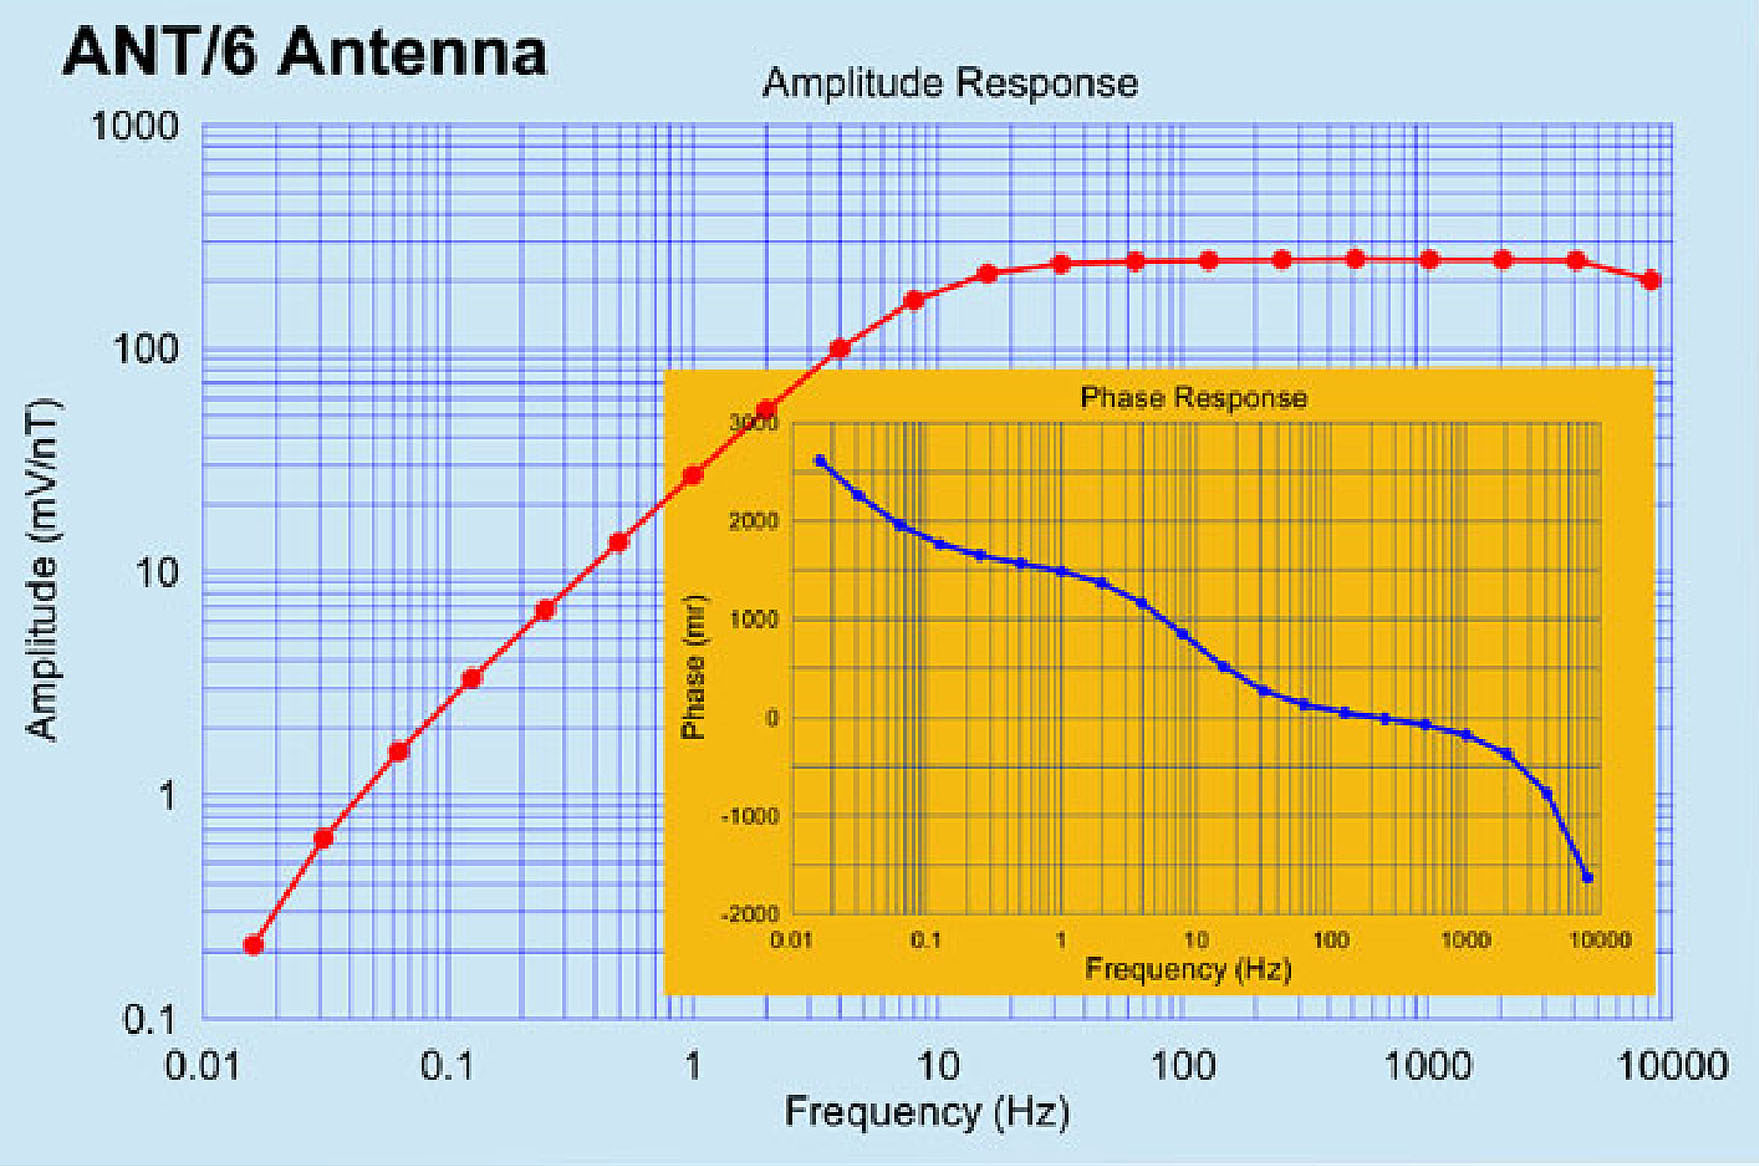 ANT/6 Antenna
Amplitude Response
1000
100
10
1
0.1
Amplitude (mV/nT)
0.01 0.1 1 10 100 1000 10000
Frequency (Hz)
Phase Response
3000
2000
1000
0
-1000
-2000
Phase (mr)
0.01 0.1 1 10 100 1000 10000
Frequency (Hz)